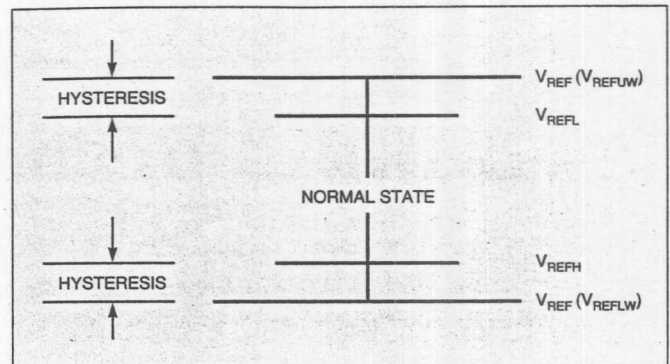 HYSTERESIS
V_REF (V_REFUW)
V_REFL
NORMAL STATE
V_REFH
HYSTERESIS
V_REF (V_REFLW)